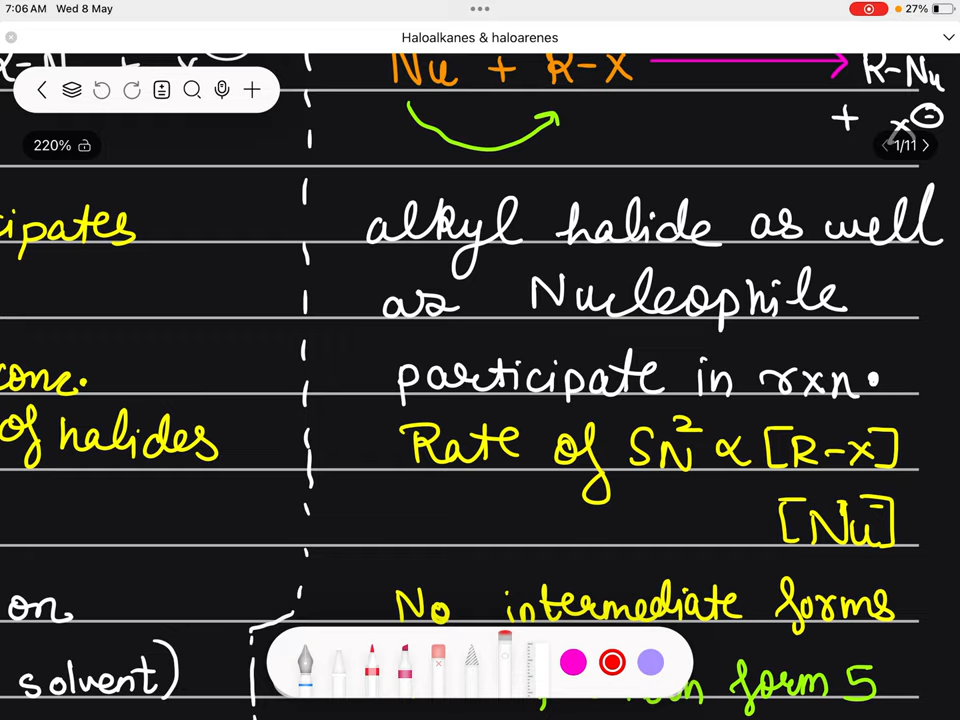 7:06 AM Wed 8 May
27%
Haloalkanes & haloarenes
Nu + R-X → R-Nu
+ x⊖
220%
1/11
cipates
alkyl halide as well
as Nucleophile
conc.
participate in rxn.
of halides
Rate of SN² ∝ [R-x]
[Nu⁻]
on
No intermediate forms
solvent)
form 5